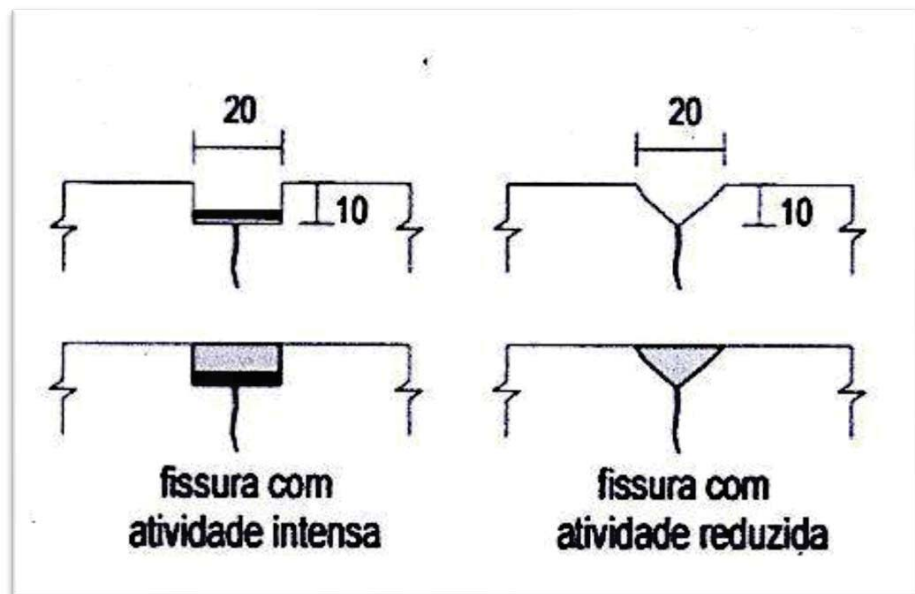 20
10
20
10
fissura com
atividade intensa
fissura com
atividade reduzida